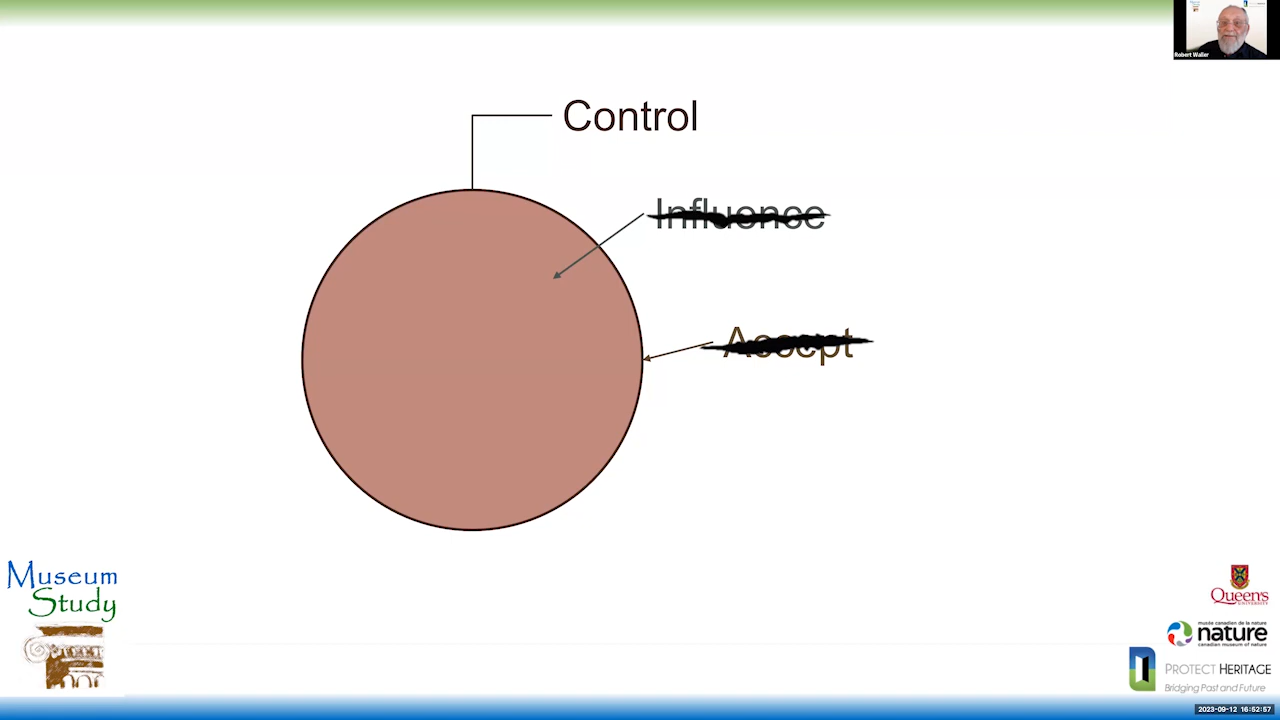 Robert Waller
Control
Influence
Accept
Museum
Study
Queen's
UNIVERSITY
musée canadien de la nature
nature
canadian museum of nature
PROTECT HERITAGE
Bridging Past and Future
2023-09-12 16:52:57